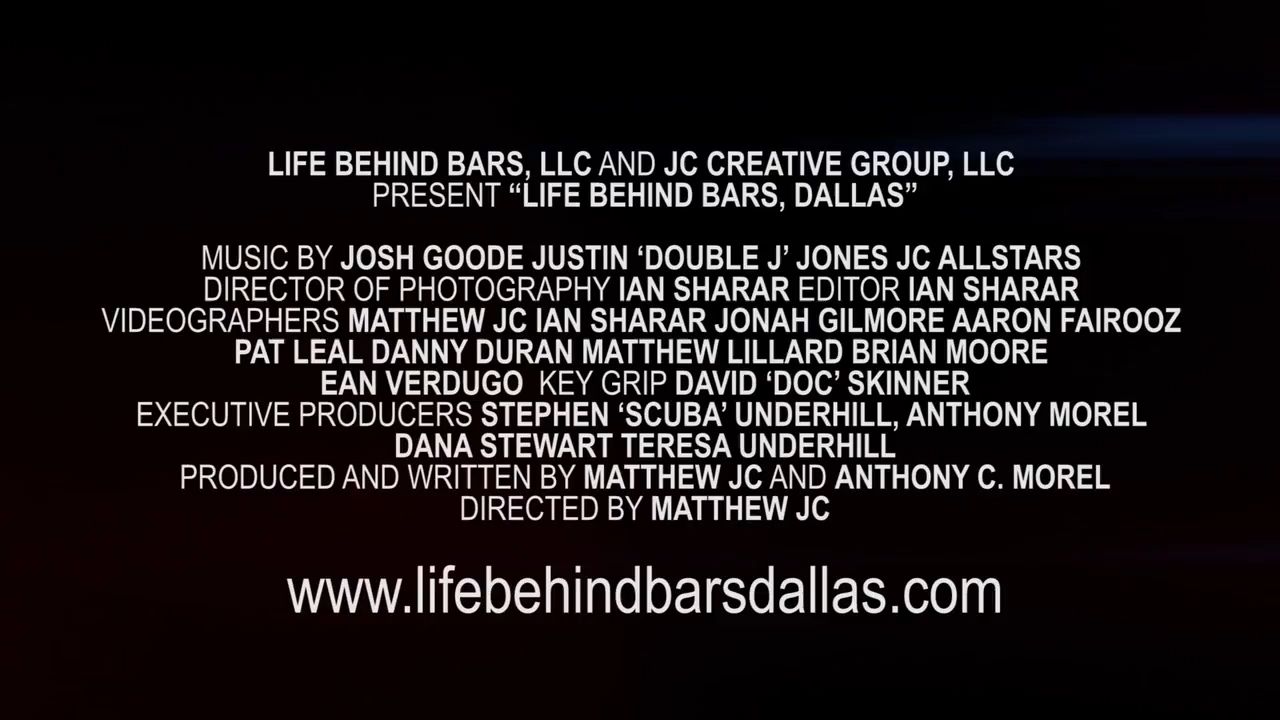 LIFE BEHIND BARS, LLC AND JC CREATIVE GROUP, LLC
PRESENT “LIFE BEHIND BARS, DALLAS”
MUSIC BY JOSH GOODE JUSTIN ‘DOUBLE J’ JONES JC ALLSTARS
DIRECTOR OF PHOTOGRAPHY IAN SHARAR EDITOR IAN SHARAR
VIDEOGRAPHERS MATTHEW JC IAN SHARAR JONAH GILMORE AARON FAIROOZ
PAT LEAL DANNY DURAN MATTHEW LILLARD BRIAN MOORE
EAN VERDUGO KEY GRIP DAVID ‘DOC’ SKINNER
EXECUTIVE PRODUCERS STEPHEN ‘SCUBA’ UNDERHILL, ANTHONY MOREL
DANA STEWART TERESA UNDERHILL
PRODUCED AND WRITTEN BY MATTHEW JC AND ANTHONY C. MOREL
DIRECTED BY MATTHEW JC
www.lifebehindbarsdallas.com